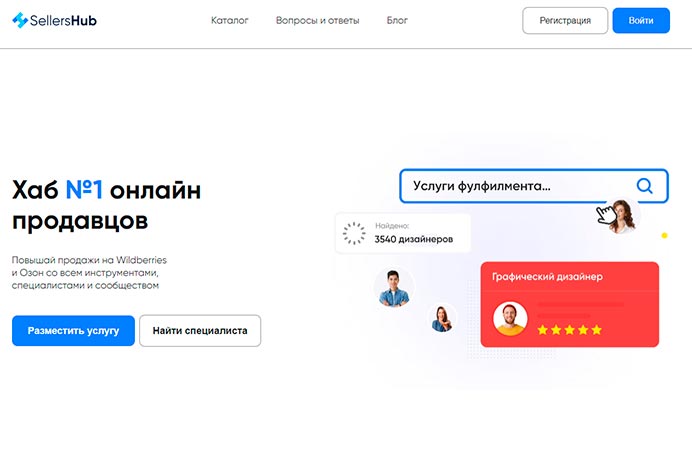 SellersHub
Каталог
Вопросы и ответы
Блог
Регистрация
Войти
Хаб №1 онлайн
продавцов
Повышай продажи на Wildberries
и Озон со всем инструментами,
специалистами и сообществом
Разместить услугу
Найти специалиста
Услуги фулфилмента...
Найдено:
3540 дизайнеров
Графический дизайнер